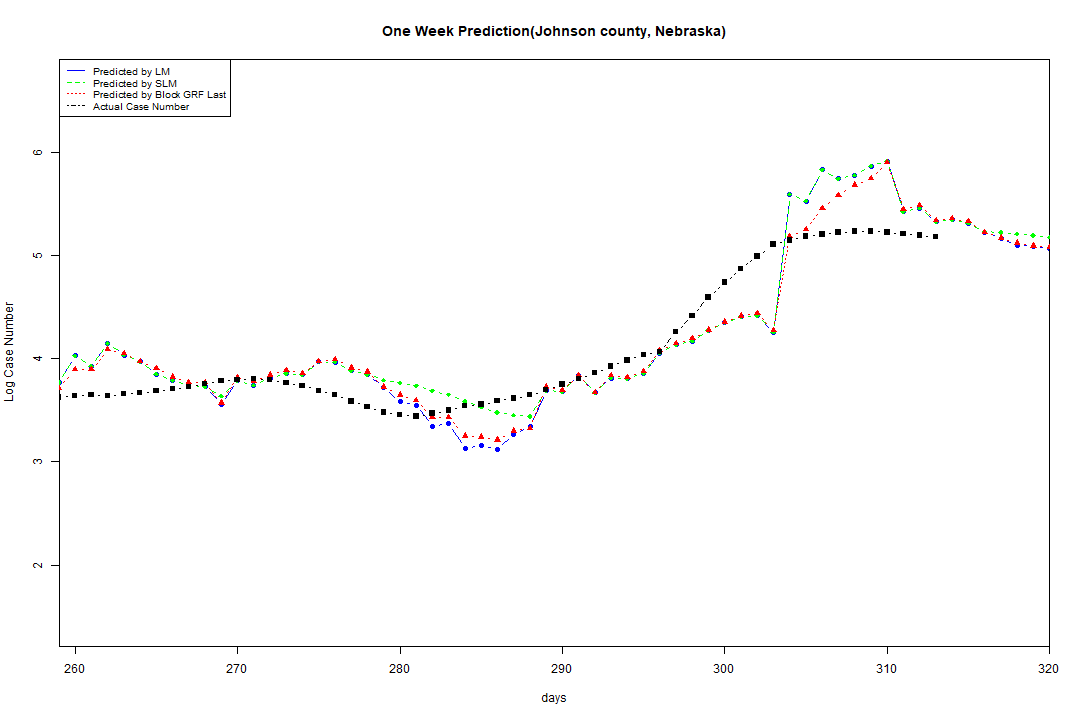 One Week Prediction(Johnson county, Nebraska)
Predicted by LM
Predicted by SLM
Predicted by Block GRF Last
Actual Case Number
6
5
4
3
2
Log Case Number
260 270 280 290 300 310 320
days